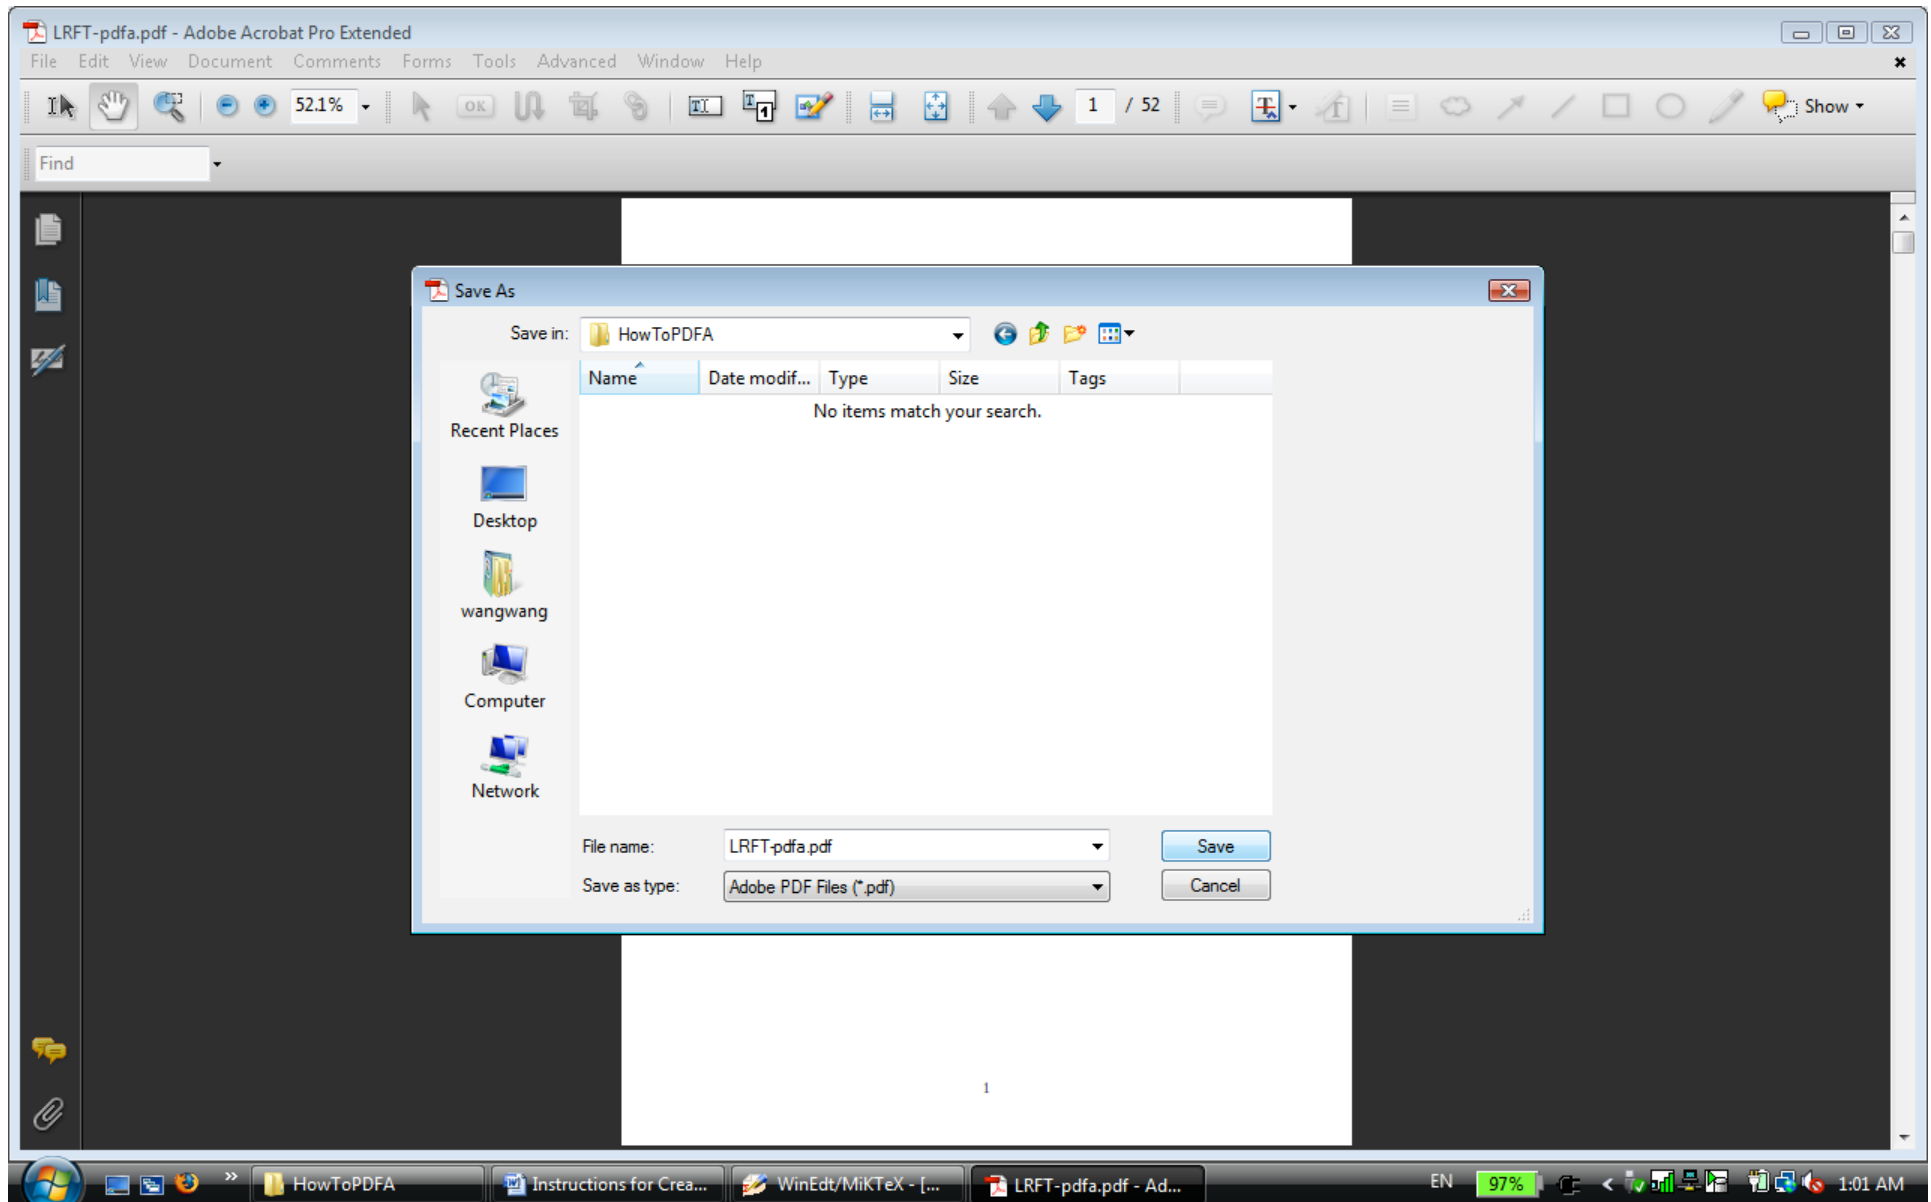 LRFT-pdfa.pdf - Adobe Acrobat Pro Extended
File Edit View Document Comments Forms Tools Advanced Window Help
52.1% OK 1 / 52 Show
Find
Save As
Save in: HowToPDFA
Name Date modif... Type Size Tags
No items match your search.
Recent Places
Desktop
wangwang
Computer
Network
File name: LRFT-pdfa.pdf Save
Save as type: Adobe PDF Files (*.pdf) Cancel
1
HowToPDFA Instructions for Crea... WinEdt/MiKTeX - [... LRFT-pdfa.pdf - Ad... EN 97% 1:01 AM